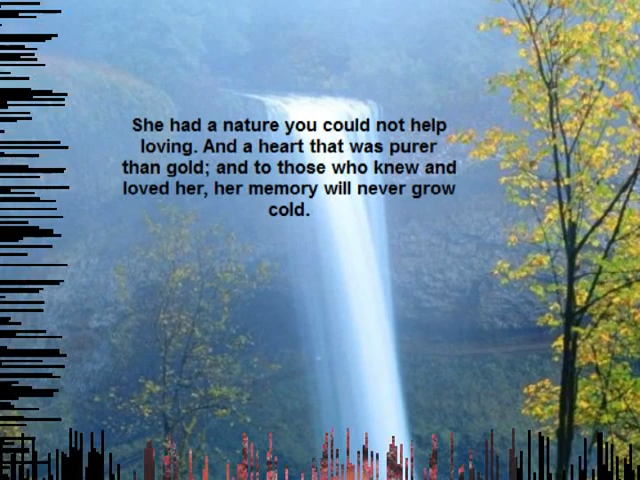 She had a nature you could not help
loving. And a heart that was purer
than gold; and to those who knew and
loved her, her memory will never grow
cold.